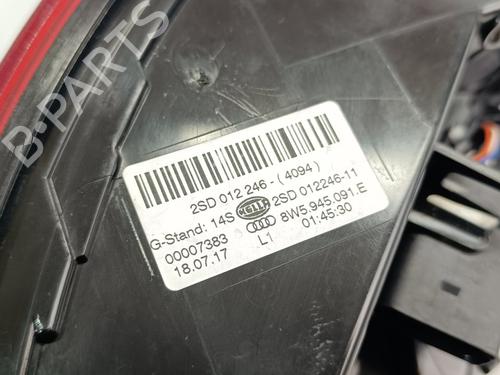 B-PARTS
2SD 012 246-(4094)
G-Stand: 14S HELLA 2SD 012246-11
00007383 8W5.945.091.E
18.07.17 L1 01:45:30